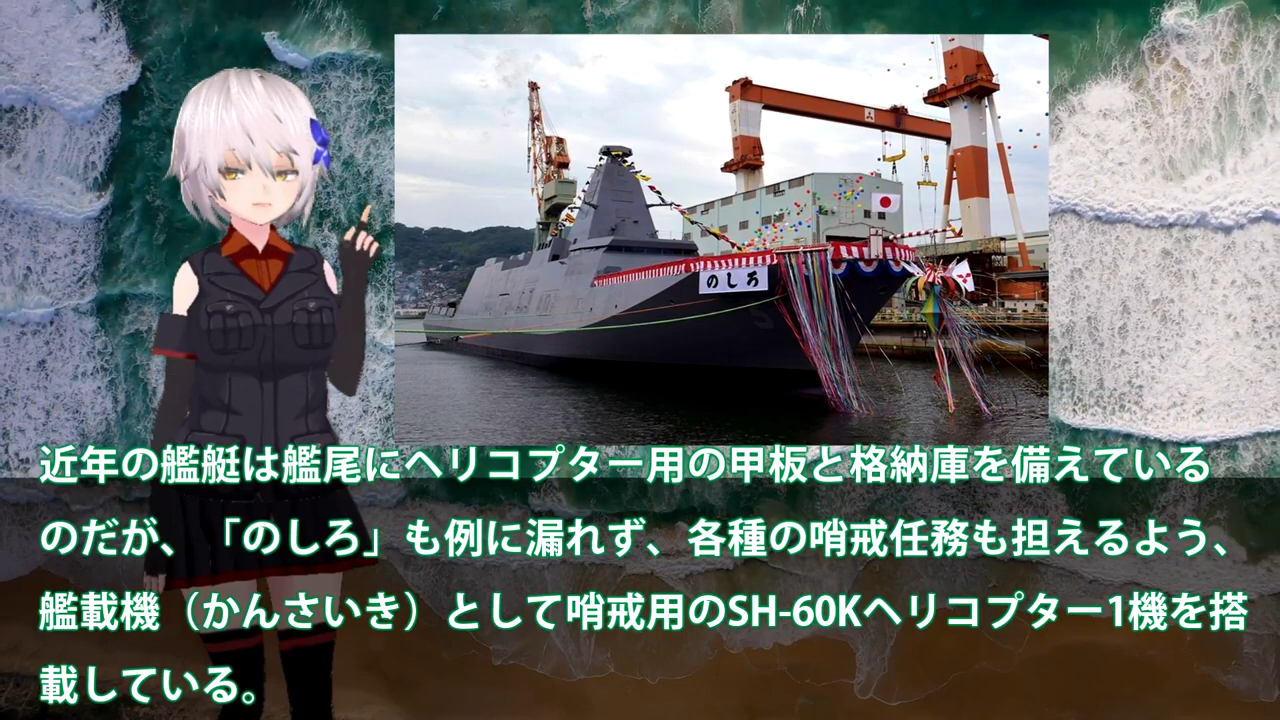 のしろ
近年の艦艇は艦尾にヘリコプター用の甲板と格納庫を備えている
のだが、「のしろ」も例に漏れず、各種の哨戒任務も担えるよう、
艦載機（かんさいき）として哨戒用のSH-60Kヘリコプター1機を搭
載している。